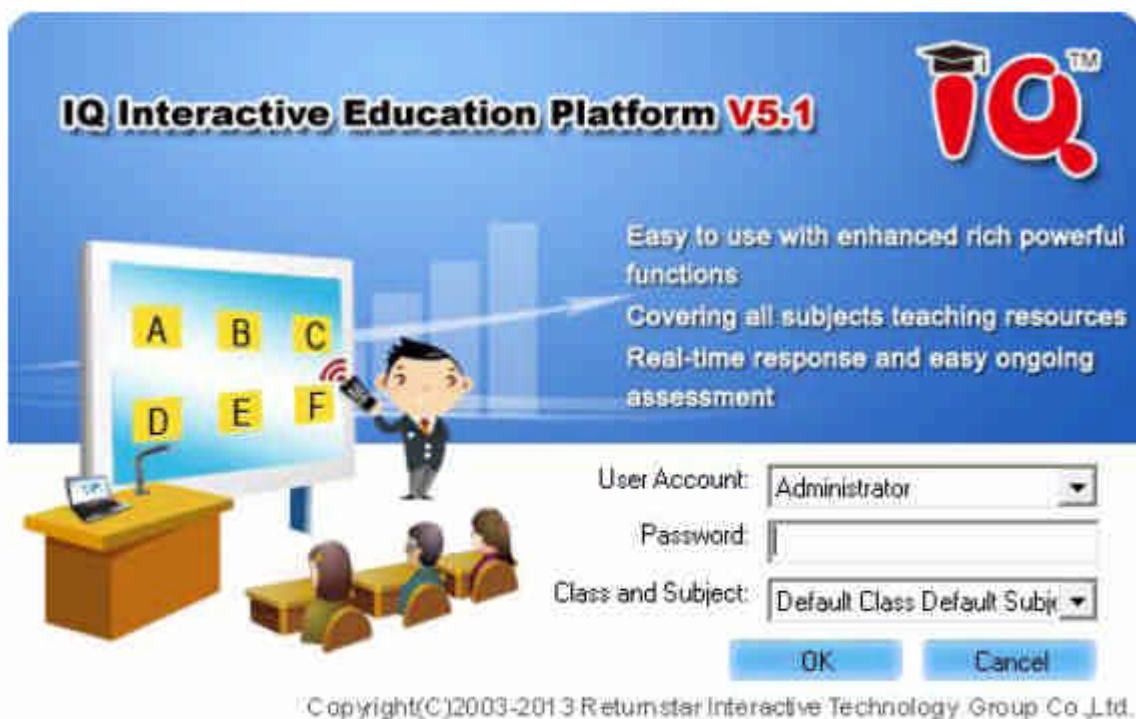 IQ Interactive Education Platform V5.1
iQ TM
Easy to use with enhanced rich powerful
functions
Covering all subjects teaching resources
Real-time response and easy ongoing
assessment
A B C
D E F
User Account: Administrator
Password:
Class and Subject: Default Class Default Subje
OK Cancel
Copyright(C)2003-2013 Returnstar Interactive Technology Group Co.,Ltd.